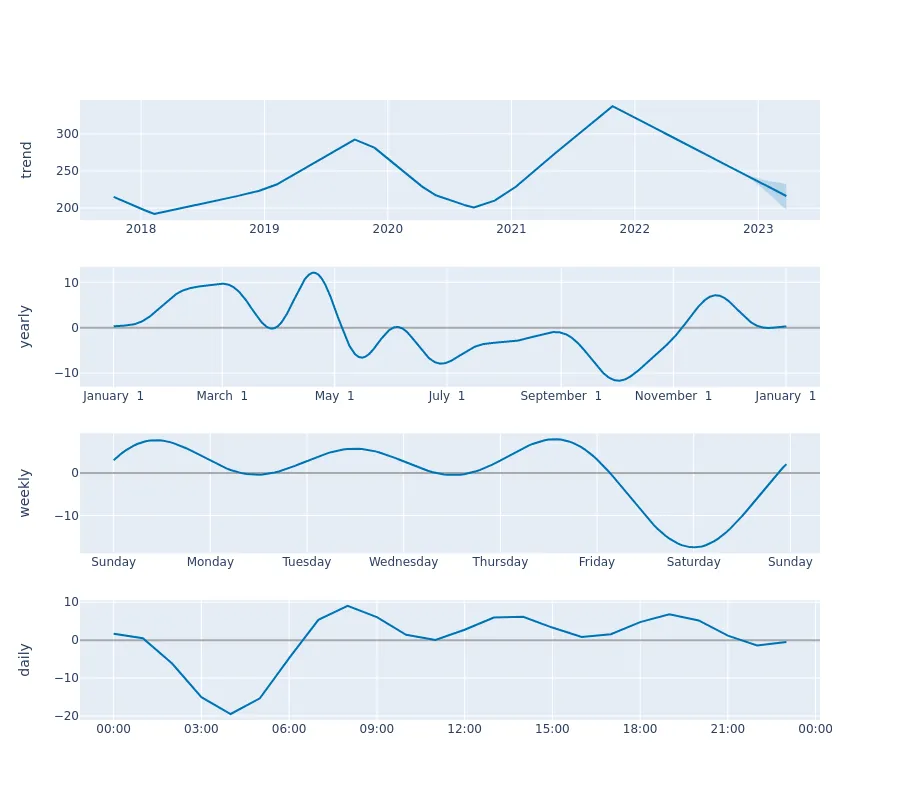 trend
300
250
200
2018 2019 2020 2021 2022 2023
yearly
10
0
−10
January 1 March 1 May 1 July 1 September 1 November 1 January 1
weekly
0
−10
Sunday Monday Tuesday Wednesday Thursday Friday Saturday Sunday
daily
10
0
−10
−20
00:00 03:00 06:00 09:00 12:00 15:00 18:00 21:00 00:00